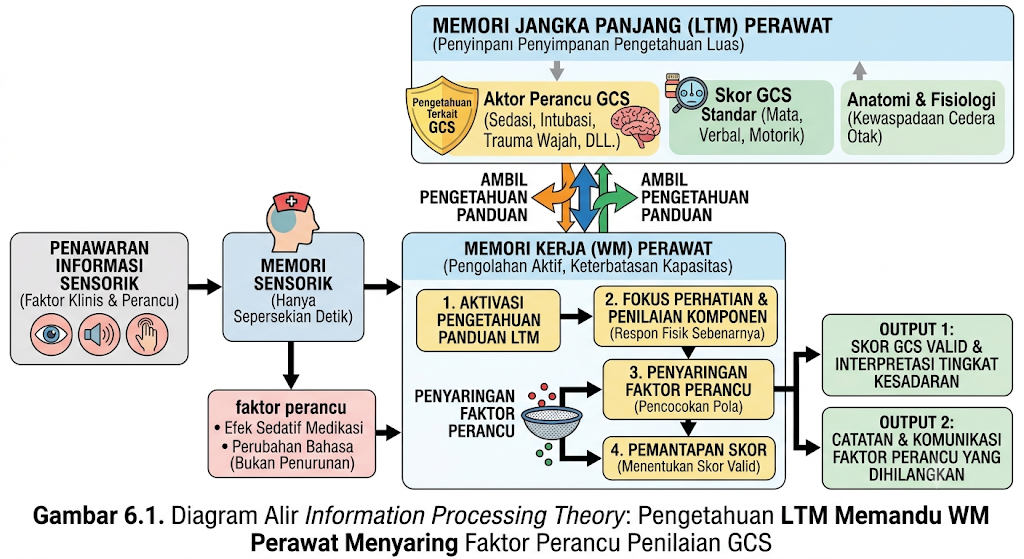 MEMORI JANGKA PANJANG (LTM) PERAWAT
(Penyinpani Penyimpanan Pengetahuan Luas)
Pengetahuan
Terkait
GCS
Aktor Perancu GCS
(Sedasi, Intubasi,
Trauma Wajah, DLL.)
Skor GCS
Standar (Mata,
Verbal, Motorik)
Anatomi & Fisiologi
(Kewaspadaan Cedera
Otak)
AMBIL
PENGETAHUAN
PANDUAN
AMBIL
PENGETAHUAN
PANDUAN
PENAWARAN
INFORMASI
SENSORIK
(Faktor Klinis & Perancu)
MEMORI
SENSORIK
(Hanya
Sepersekian Detik)
faktor perancu
• Efek Sedatif Medikasi
• Perubahan Bahasa
(Bukan Penurunan)
MEMORI KERJA (WM) PERAWAT
(Pengolahan Aktif, Keterbatasan Kapasitas)
1. AKTIVASI
PENGETAHUAN
PANDUAN LTM
2. FOKUS PERHATIAN &
PENILAIAN KOMPONEN
(Respon Fisik Sebenarnya)
PENYARINGAN
FAKTOR
PERANCU
3. PENYARINGAN
FAKTOR PERANCU
(Pencocokan Pola)
4. PEMANTAPAN SKOR
(Menentukan Skor Valid)
OUTPUT 1:
SKOR GCS VALID &
INTERPRETASI TINGKAT
KESADARAN
OUTPUT 2:
CATATAN & KOMUNIKASI
FAKTOR PERANCU YANG
DIHILANGKAN
Gambar 6.1. Diagram Alir Information Processing Theory: Pengetahuan LTM Memandu WM
Perawat Menyaring Faktor Perancu Penilaian GCS